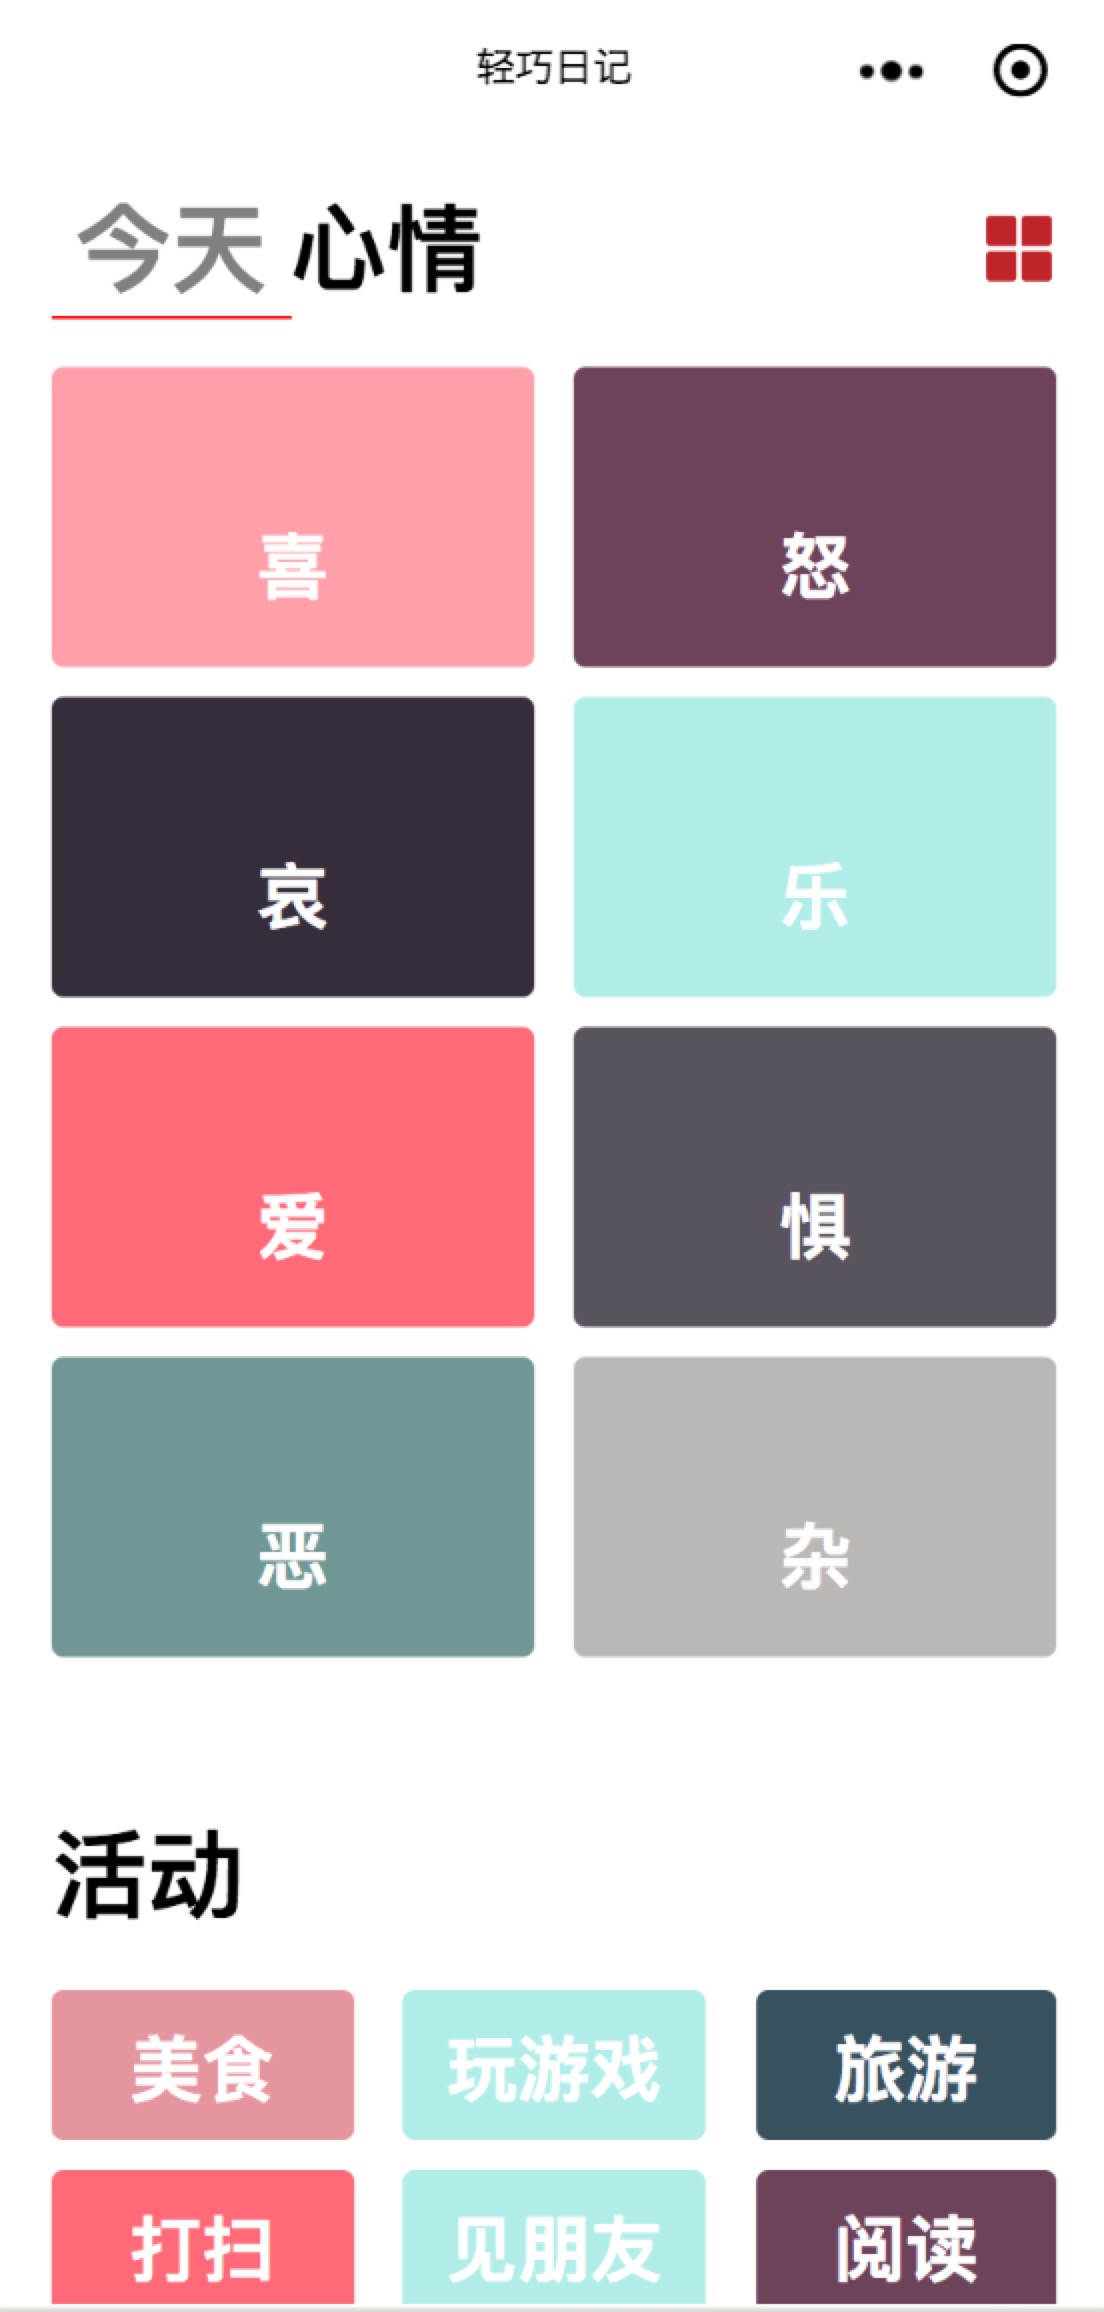 轻巧日记
今天 心情
喜 怒
哀 乐
爱 惧
恶 杂
活动
美食 玩游戏 旅游
打扫 见朋友 阅读